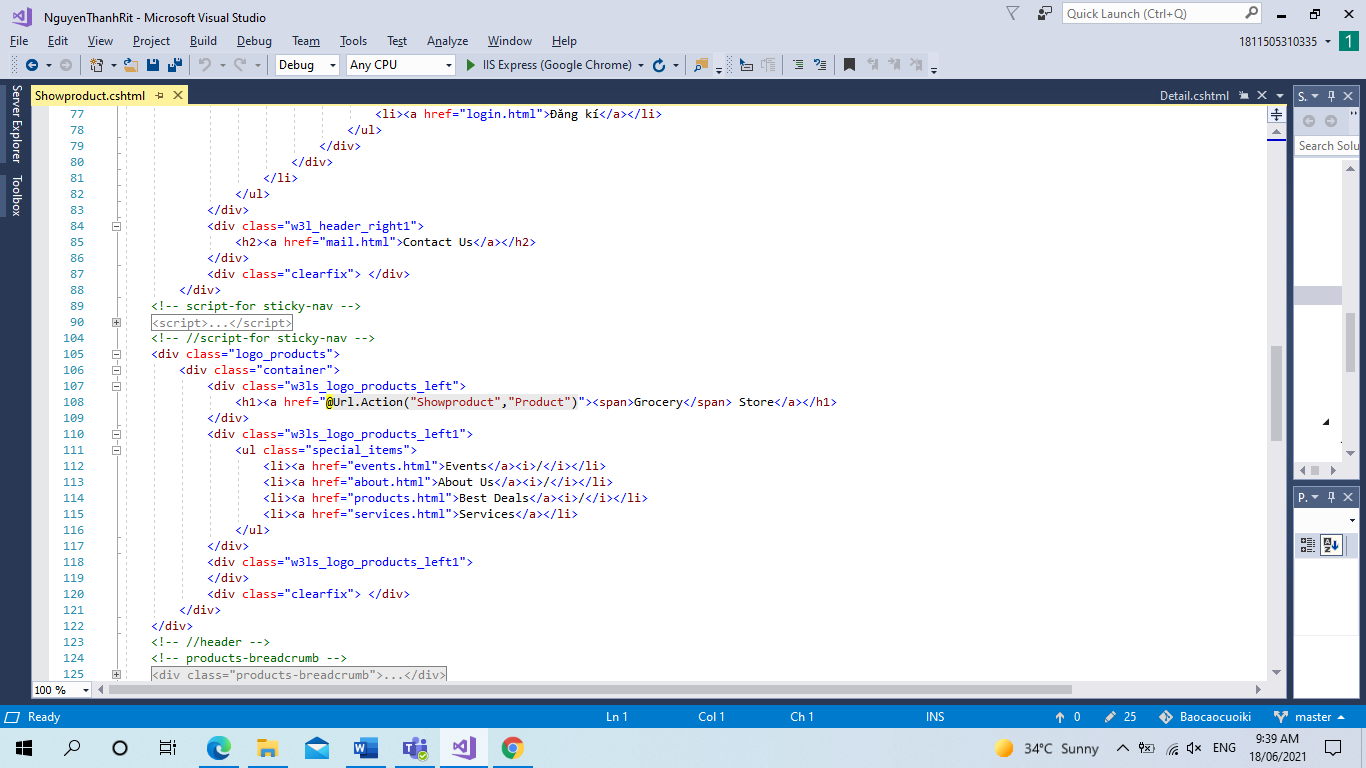 NguyenThanhRit - Microsoft Visual Studio
Quick Launch (Ctrl+Q)
File Edit View Project Build Debug Team Tools Test Analyze Window Help
1811505310335 1
Debug Any CPU IIS Express (Google Chrome)
Server Explorer
Toolbox
Showproduct.cshtml
Detail.cshtml
S.
Search Solu
77 <li><a href="login.html">Đăng kí</a></li>
78 </ul>
79 </div>
80 </div>
81 </li>
82 </ul>
83 </div>
84 <div class="w3l_header_right1">
85 <h2><a href="mail.html">Contact Us</a></h2>
86 </div>
87 <div class="clearfix"> </div>
88 </div>
89 <!-- script-for sticky-nav -->
90 <script>...</script>
104 <!-- //script-for sticky-nav -->
105 <div class="logo_products">
106 <div class="container">
107 <div class="w3ls_logo_products_left">
108 <h1><a href="@Url.Action("Showproduct","Product")"><span>Grocery</span> Store</a></h1>
109 </div>
110 <div class="w3ls_logo_products_left1">
111 <ul class="special_items">
112 <li><a href="events.html">Events</a><i>/</i></li>
113 <li><a href="about.html">About Us</a><i>/</i></li>
114 <li><a href="products.html">Best Deals</a><i>/</i></li>
115 <li><a href="services.html">Services</a></li>
116 </ul>
117 </div>
118 <div class="w3ls_logo_products_left1">
119 </div>
120 <div class="clearfix"> </div>
121 </div>
122 </div>
123 <!-- //header -->
124 <!-- products-breadcrumb -->
125 <div class="products-breadcrumb">...</div>
P.
100 %
Ready Ln 1 Col 1 Ch 1 INS 0 25 Baocaocuoiki master
34°C Sunny ENG 9:39 AM
18/06/2021